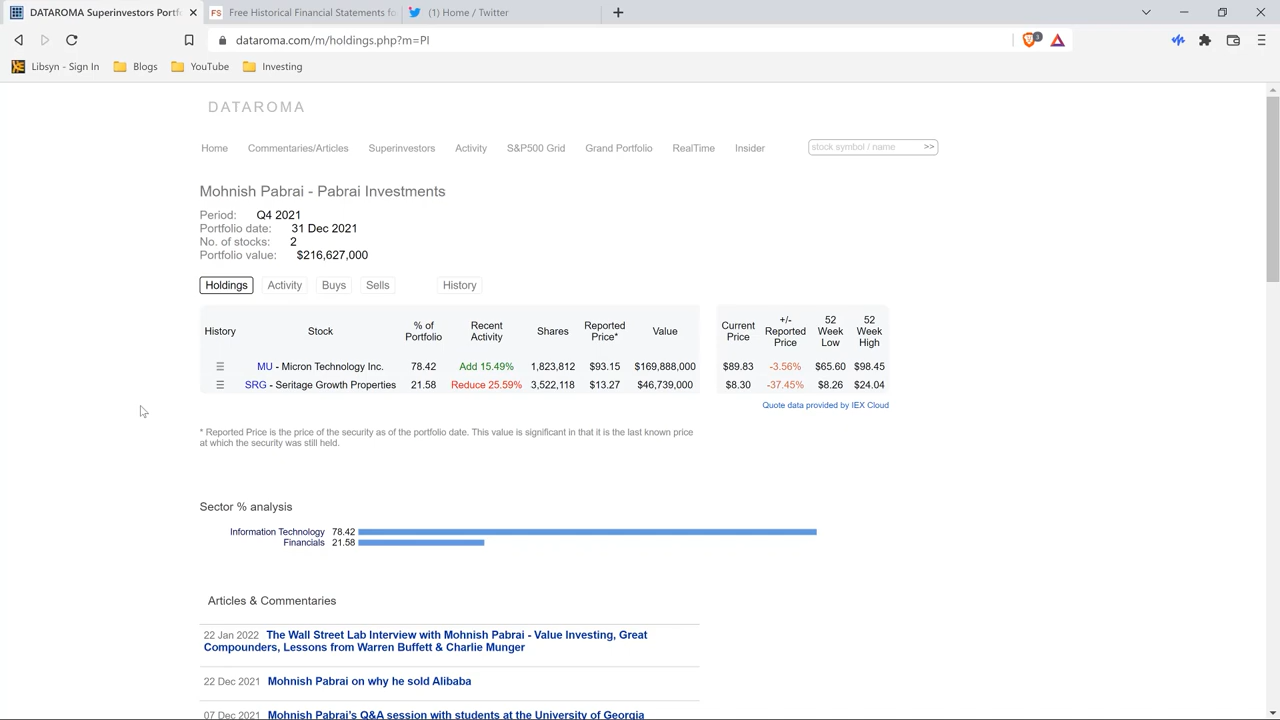 DATAROMA Superinvestors Portf
Free Historical Financial Statements fo
(1) Home / Twitter
dataroma.com/m/holdings.php?m=PI
3
Libsyn - Sign In
Blogs
YouTube
Investing
DATAROMA
Home Commentaries/Articles Superinvestors Activity S&P500 Grid Grand Portfolio RealTime Insider
stock symbol / name >>
Mohnish Pabrai - Pabrai Investments
Period: Q4 2021
Portfolio date: 31 Dec 2021
No. of stocks: 2
Portfolio value: $216,627,000
Holdings Activity Buys Sells History
History Stock % of Portfolio Recent Activity Shares Reported Price* Value Current Price +/- Reported Price 52 Week Low 52 Week High
≡ MU - Micron Technology Inc. 78.42 Add 15.49% 1,823,812 $93.15 $169,888,000 $89.83 -3.56% $65.60 $98.45
≡ SRG - Seritage Growth Properties 21.58 Reduce 25.59% 3,522,118 $13.27 $46,739,000 $8.30 -37.45% $8.26 $24.04
Quote data provided by IEX Cloud
* Reported Price is the price of the security as of the portfolio date. This value is significant in that it is the last known price
at which the security was still held.
Sector % analysis
Information Technology 78.42
Financials 21.58
Articles & Commentaries
22 Jan 2022 The Wall Street Lab Interview with Mohnish Pabrai - Value Investing, Great
Compounders, Lessons from Warren Buffett & Charlie Munger
22 Dec 2021 Mohnish Pabrai on why he sold Alibaba
07 Dec 2021 Mohnish Pabrai's Q&A session with students at the University of Georgia